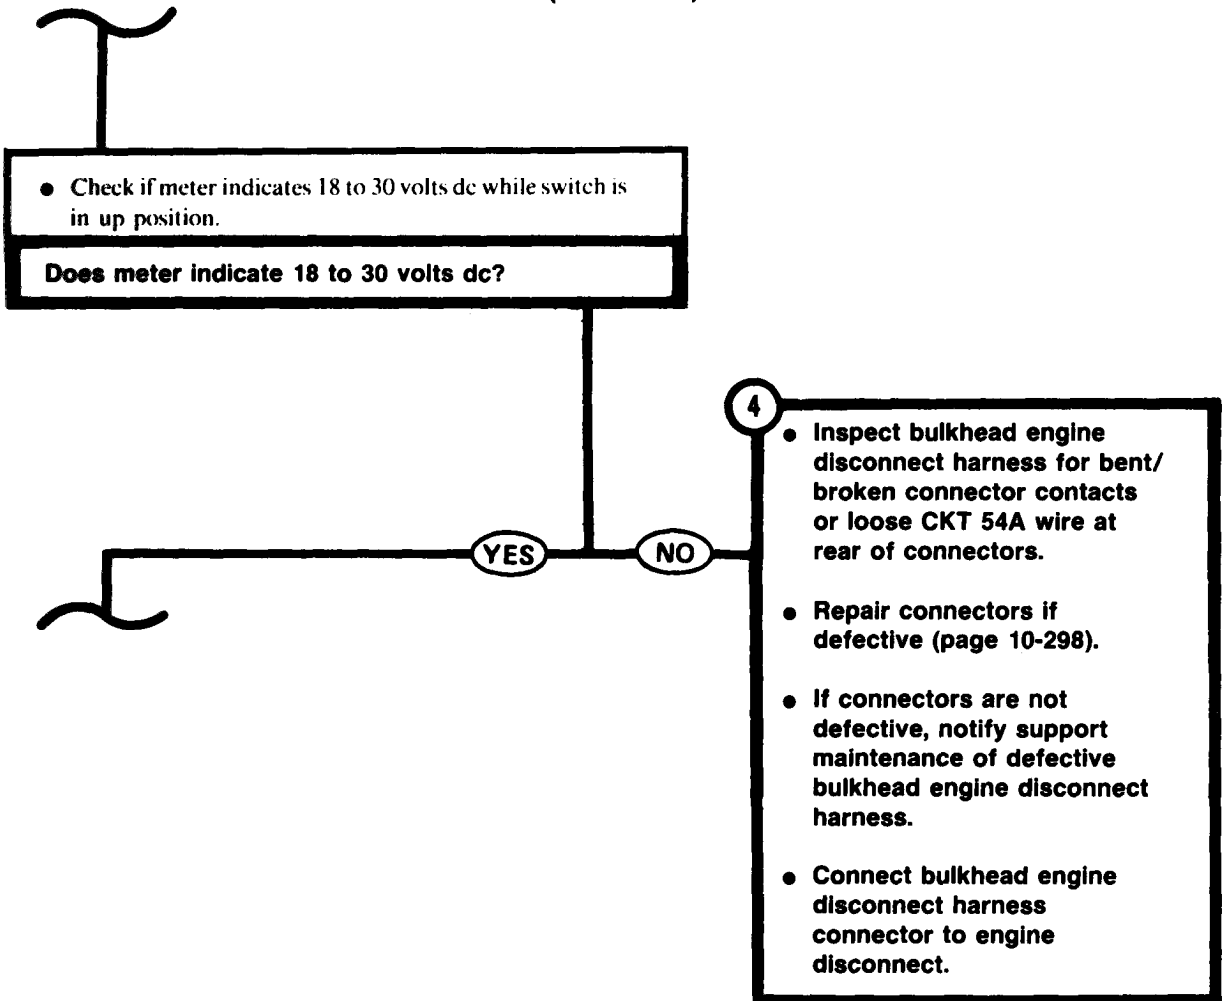 ● Check if meter indicates 18 to 30 volts dc while switch is
in up position.
Does meter indicate 18 to 30 volts dc?
4
● Inspect bulkhead engine
disconnect harness for bent/
broken connector contacts
or loose CKT 54A wire at
rear of connectors.
YES
NO
● Repair connectors if
defective (page 10-298).
● If connectors are not
defective, notify support
maintenance of defective
bulkhead engine disconnect
harness.
● Connect bulkhead engine
disconnect harness
connector to engine
disconnect.